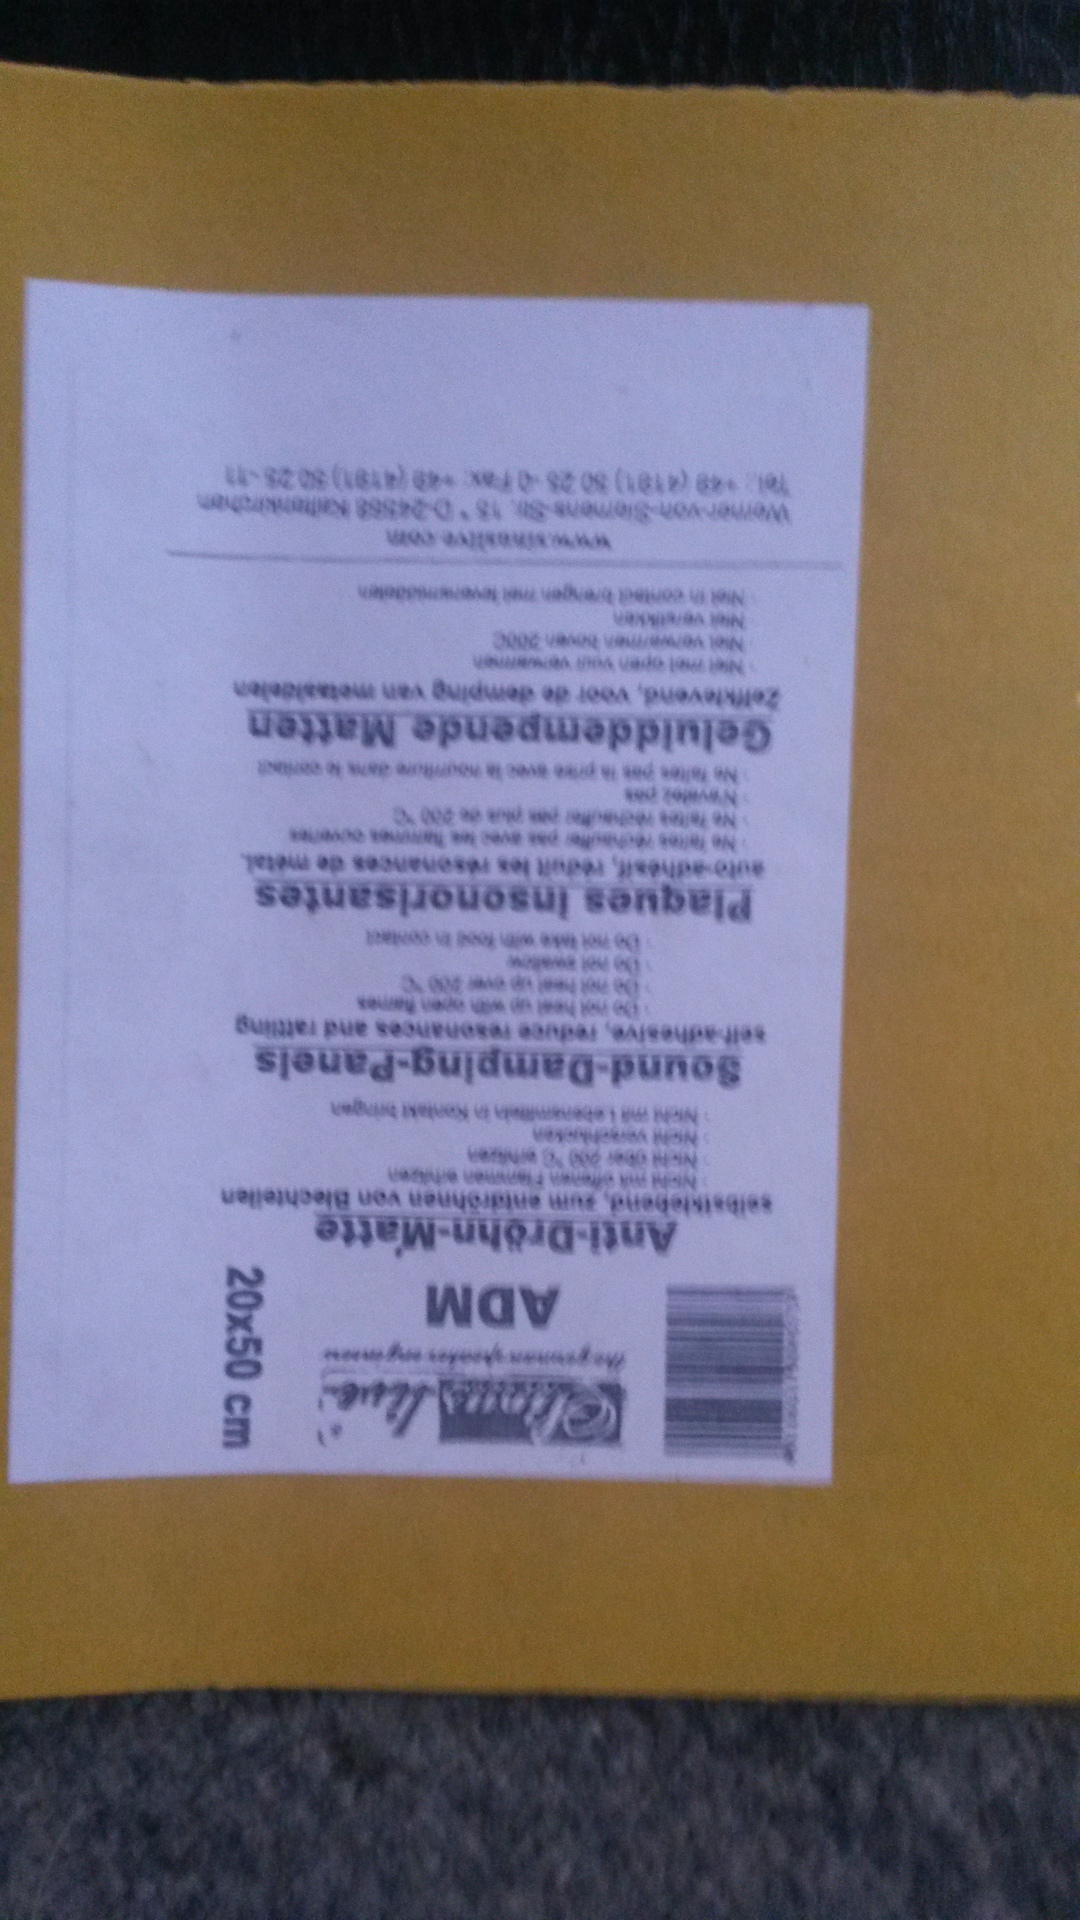 Sinus live
the german speaker engineers
ADM
20x50 cm
Anti-Dröhn-Matte
selbstklebend, zum entdröhnen von Blechteilen
· Nicht mit offenen Flammen erhitzen
· Nicht über 200 °C erhitzen
· Nicht verschlucken
· Nicht mit Lebensmitteln in Kontakt bringen
Sound-Damping-Panels
self-adhesive, reduce resonances and rattling
· Do not heat up with open flames
· Do not heat up over 200 °C
· Do not swallow
· Do not take with food in contact
Plaques insonorisantes
auto-adhésif, réduit les résonances de métal.
· Ne faites réchauffer pas avec les flammes ouvertes
· Ne faites réchauffer pas plus de 200 °C
· N'avalez pas
· Ne faites pas la prise avec la nourriture dans le contact
Geluiddempende Matten
Zelfklevend, voor de demping van metaaldelen
· Niet met open vuur verwarmen
· Niet verwarmen boven 200C
Niet verslikken
· Niet in contact brengen met levensmiddelen
www.sinuslive.com
Werner-von-Siemens-Str. 15 * D-24568 Kaltenkirchen
Tel.: +49 (4191) 50 25 -0 Fax: +49 (4191) 50 25 -11